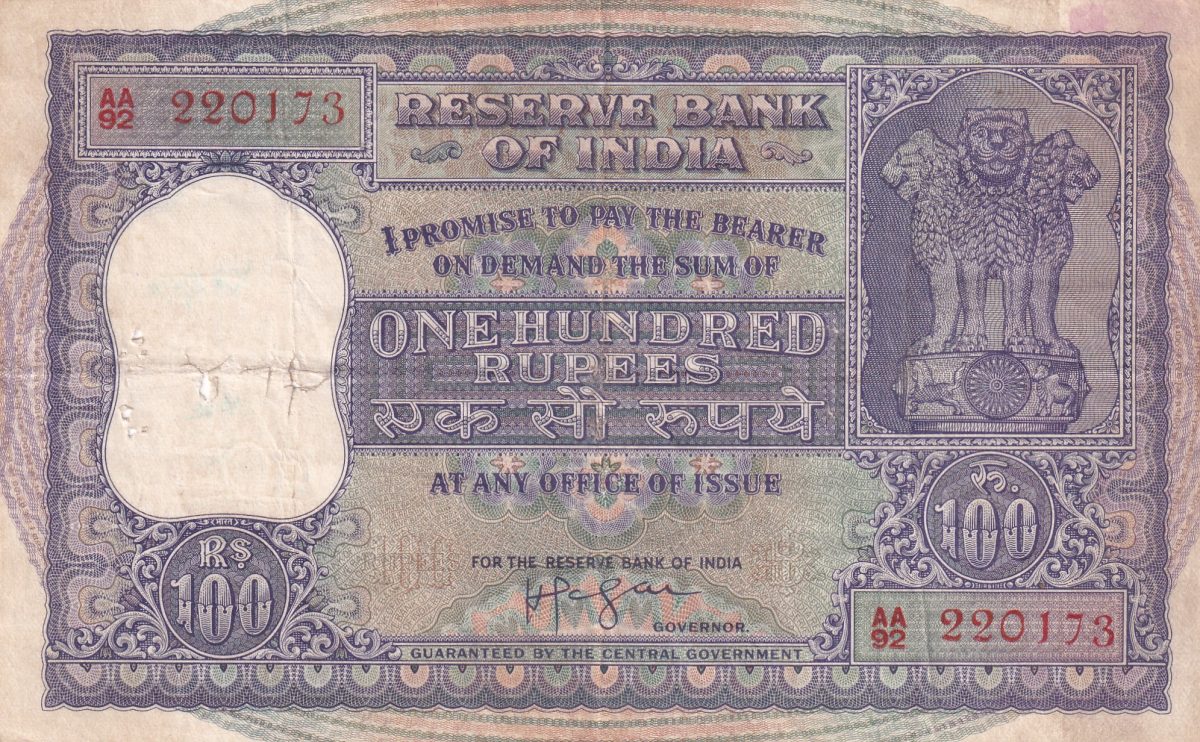 AA 92 220173
RESERVE BANK
OF INDIA
I PROMISE TO PAY THE BEARER
ON DEMAND THE SUM OF
ONE HUNDRED
RUPEES
एक सौ रुपये
AT ANY OFFICE OF ISSUE
FOR THE RESERVE BANK OF INDIA
GOVERNOR.
GUARANTEED BY THE CENTRAL GOVERNMENT
Rs
100
रु.
100
AA 92 220173